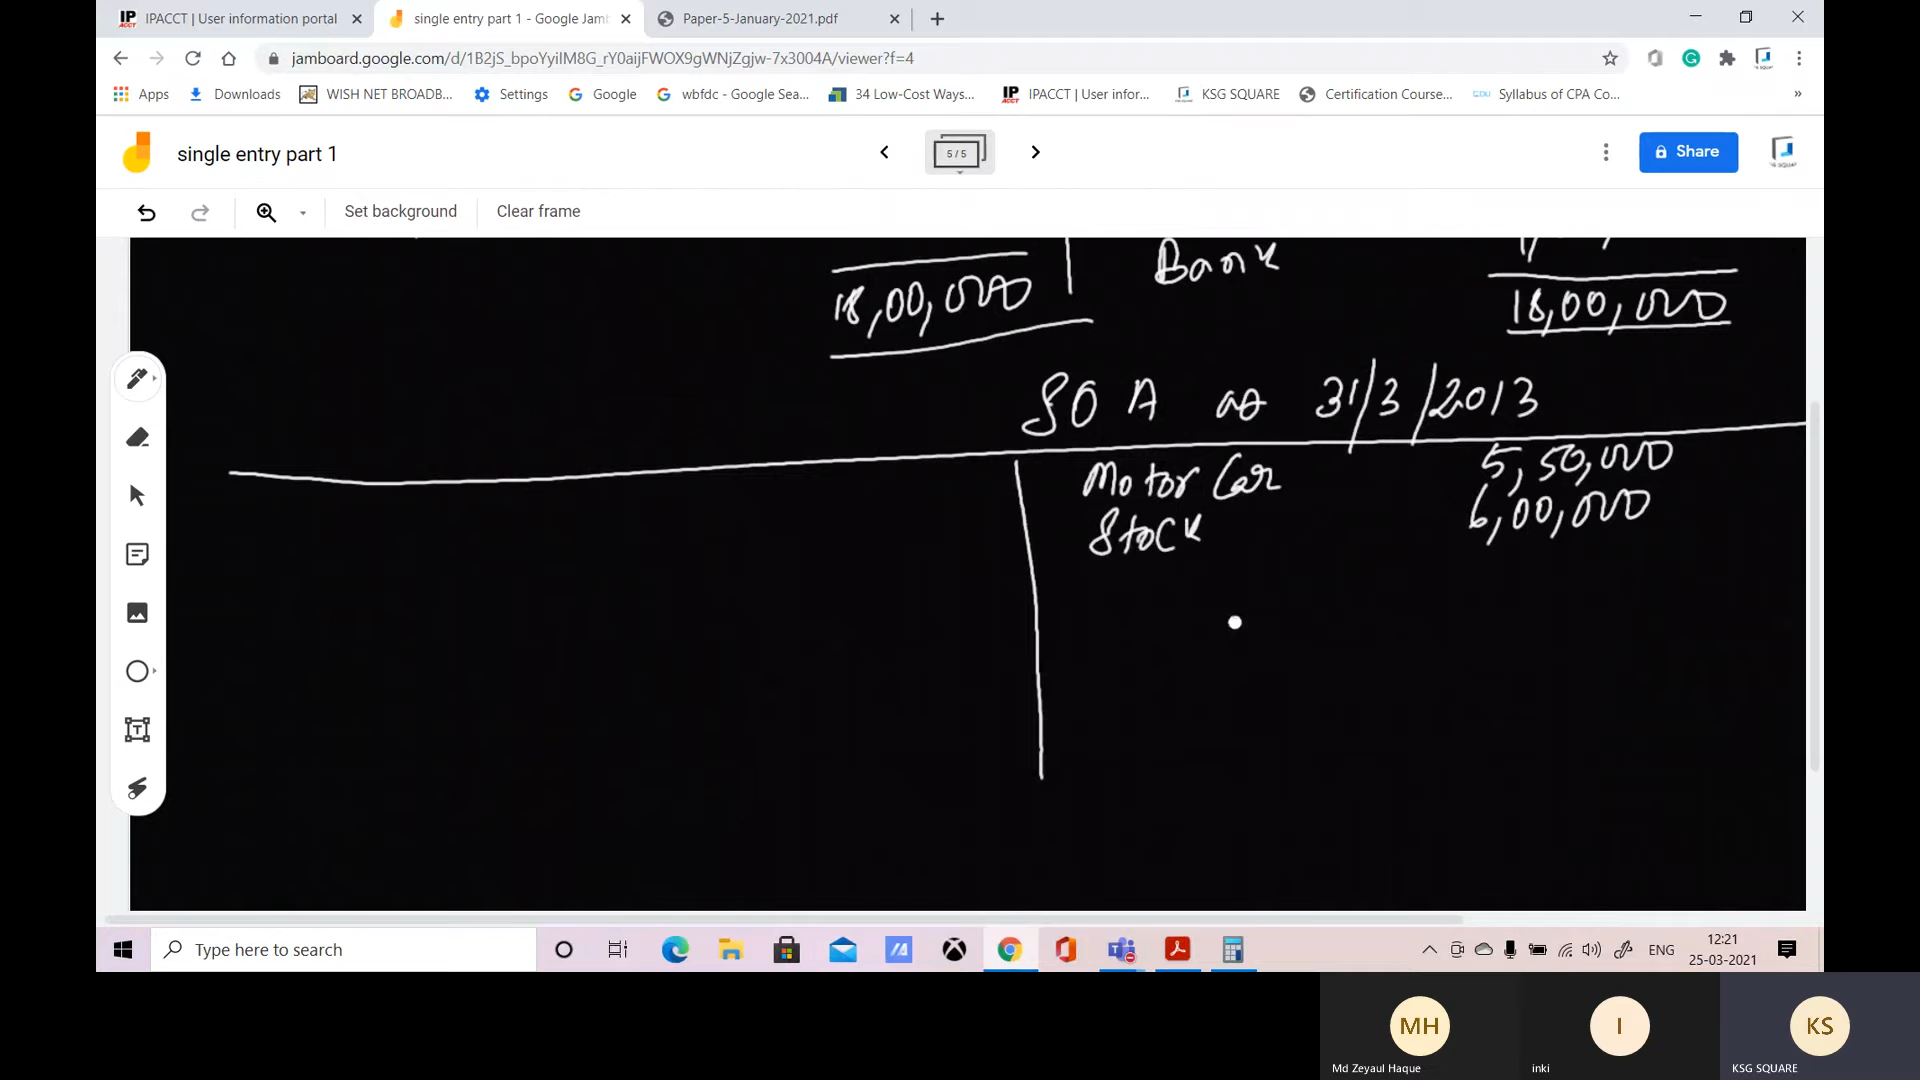 IPACCT | User information portal
single entry part 1 - Google Jamb
Paper-5-January-2021.pdf
jamboard.google.com/d/1B2jS_bpoYyiIM8G_rY0aijFWOX9gWNjZgjw-7x3004A/viewer?f=4
Apps Downloads WISH NET BROADB... Settings Google wbfdc - Google Sea... 34 Low-Cost Ways... IPACCT | User infor... KSG SQUARE Certification Course... Syllabus of CPA Co... »
single entry part 1
5 / 5
Share
Set background Clear frame
Bank
18,00,000 18,00,000
SOA as 31/3/2013
Motor Car 5,50,000
Stock 6,00,000
Type here to search
ENG
12:21
25-03-2021
MH I KS
Md Zeyaul Haque inki KSG SQUARE